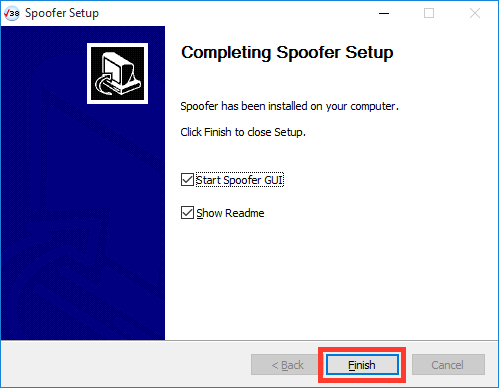 √38 Spoofer Setup
Completing Spoofer Setup
Spoofer has been installed on your computer.
Click Finish to close Setup.
Start Spoofer GUI
Show Readme
< Back Finish Cancel